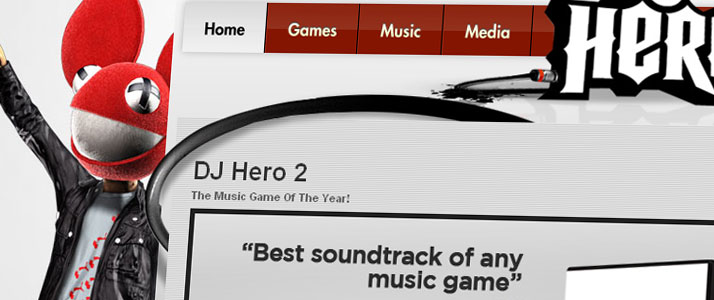 Home Games Music Media
DJ Hero 2
The Music Game Of The Year!
“Best soundtrack of any
music game”